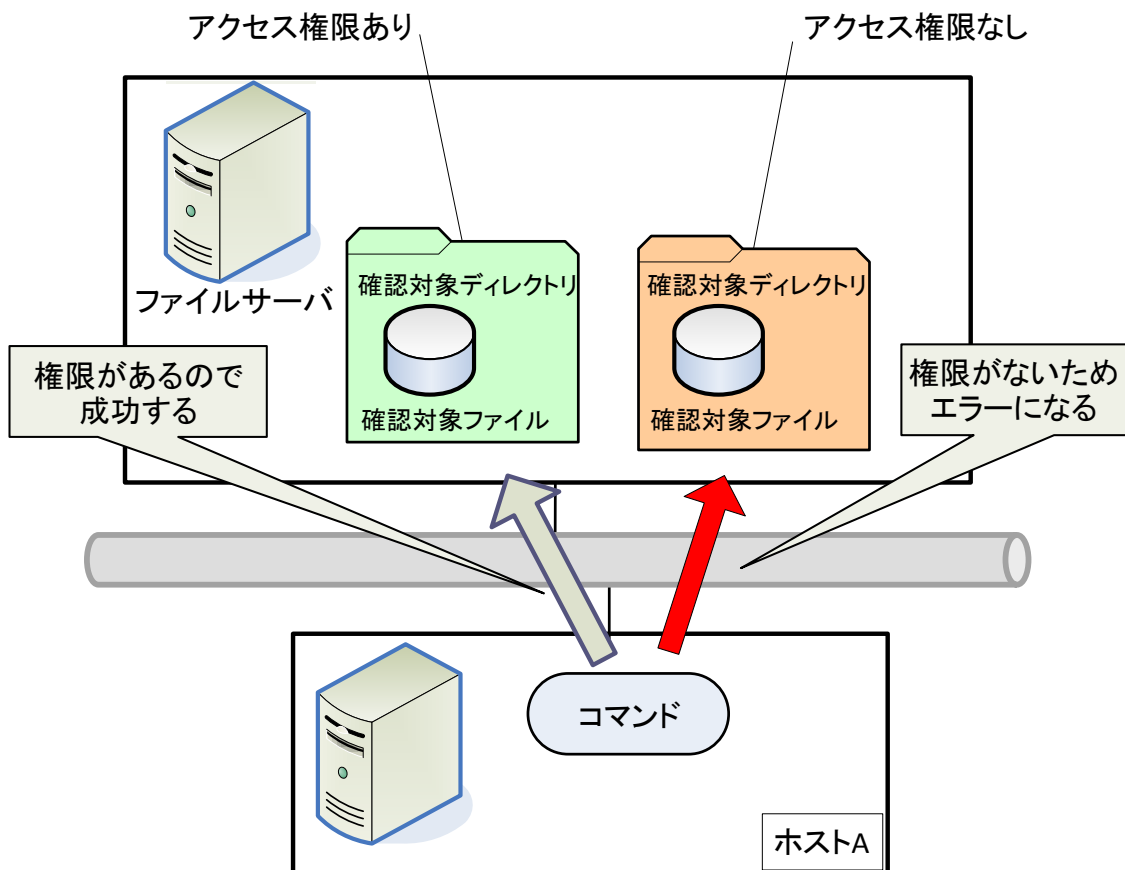 アクセス権限あり
アクセス権限なし
ファイルサーバ
確認対象ディレクトリ
確認対象ファイル
確認対象ディレクトリ
確認対象ファイル
権限があるので
成功する
権限がないため
エラーになる
コマンド
ホストA